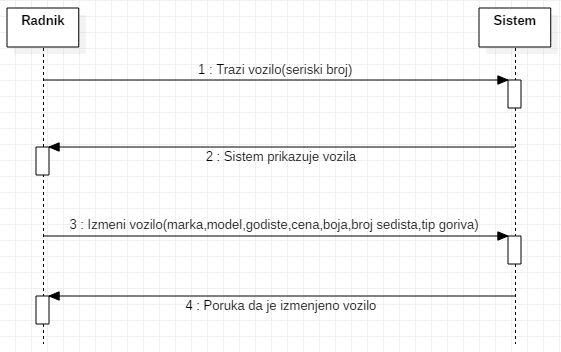 Radnik
Sistem
1 : Trazi vozilo(seriski broj)
2 : Sistem prikazuje vozila
3 : Izmeni vozilo(marka,model,godiste,cena,boja,broj sedista,tip goriva)
4 : Poruka da je izmenjeno vozilo